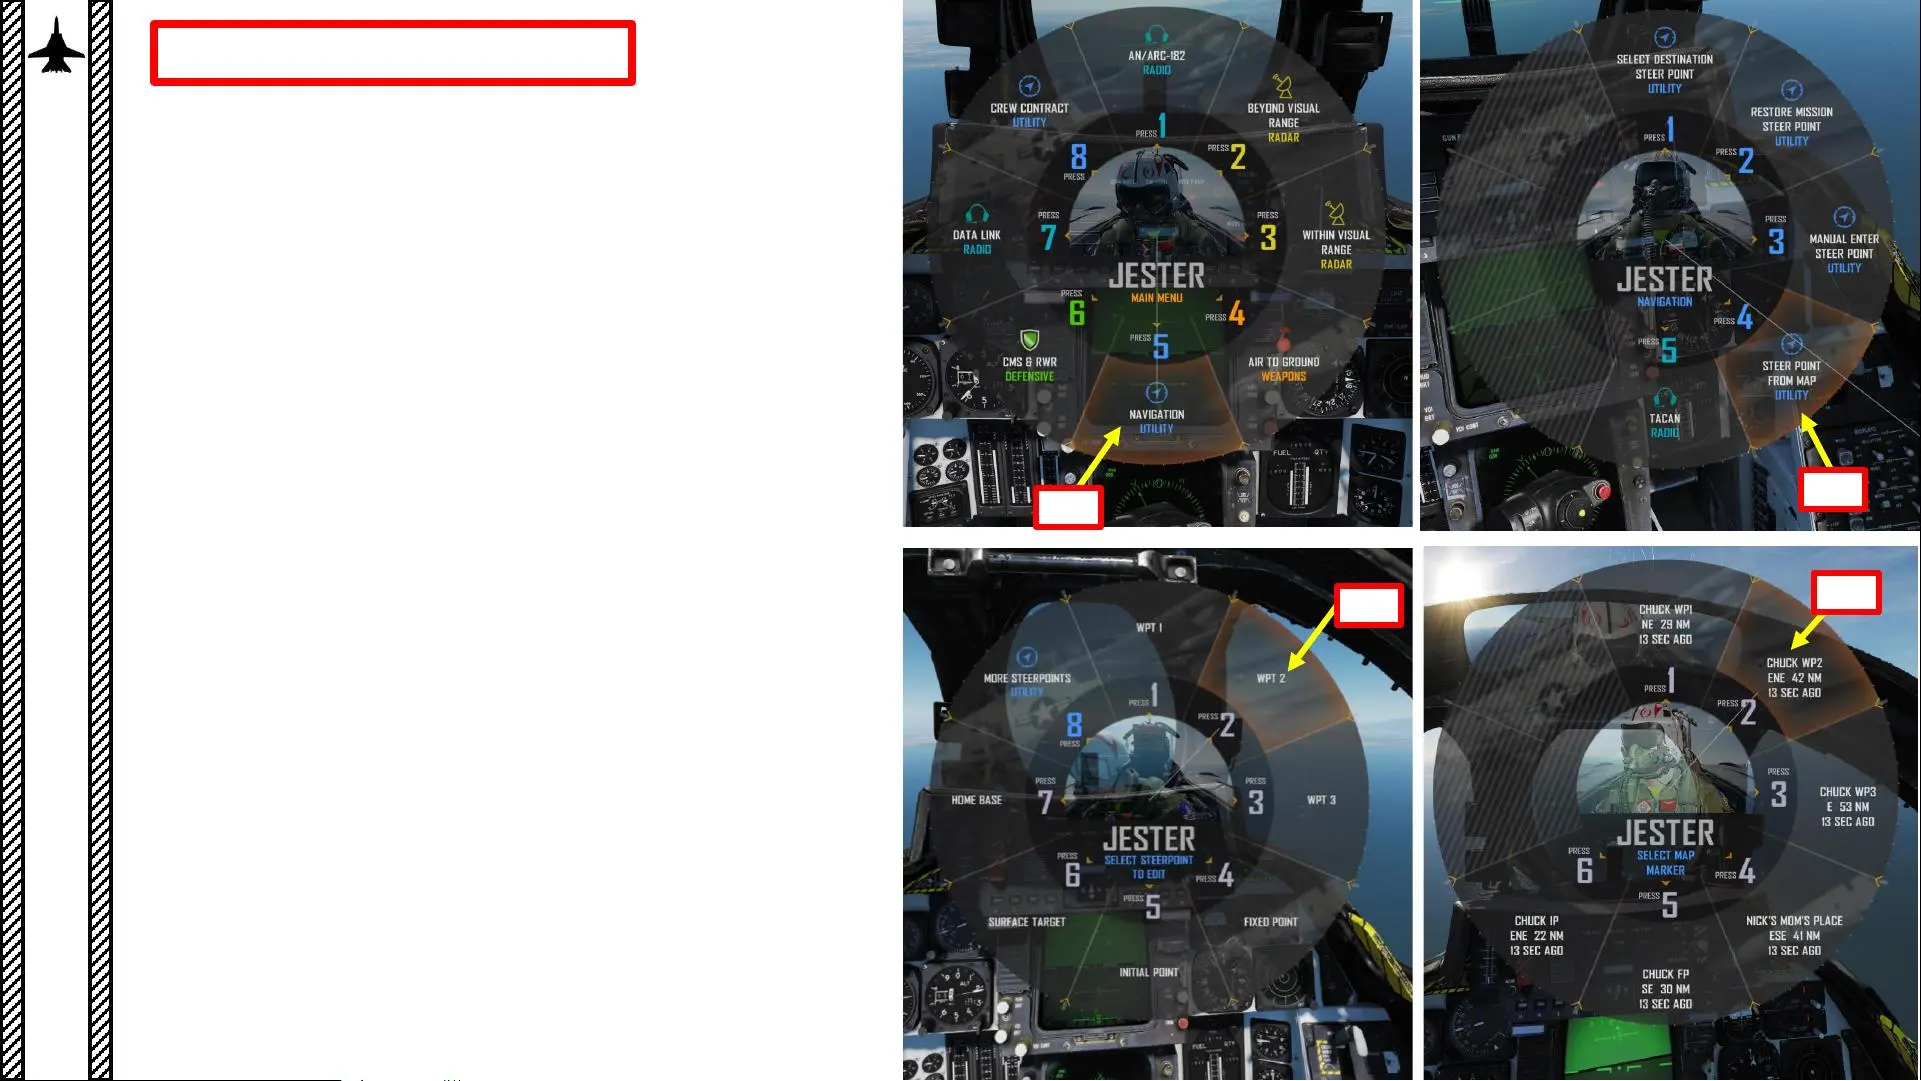 AN/ARC-182
RADIO
CREW CONTRACT
UTILITY
BEYOND VISUAL
RANGE
RADAR
PRESS 1
PRESS 2
8
PRESS
DATA LINK
RADIO
PRESS
7
PRESS
3
WITHIN VISUAL
RANGE
RADAR
JESTER
MAIN MENU
PRESS
6
PRESS 4
PRESS 5
CMS & RWR
DEFENSIVE
AIR TO GROUND
WEAPONS
NAVIGATION
UTILITY
FUEL QTY
SELECT DESTINATION
STEER POINT
UTILITY
RESTORE MISSION
STEER POINT
UTILITY
PRESS 1
PRESS 2
PRESS
3
MANUAL ENTER
STEER POINT
UTILITY
JESTER
NAVIGATION
PRESS 4
PRESS
5
STEER POINT
FROM MAP
UTILITY
TACAN
RADIO
WPT 1
MORE STEERPOINTS
UTILITY
WPT 2
PRESS 1
PRESS 2
8
PRESS
HOME BASE
PRESS
7
PRESS
3
WPT 3
JESTER
SELECT STEERPOINT
TO EDIT
PRESS
6
PRESS 4
PRESS 5
SURFACE TARGET
FIXED POINT
INITIAL POINT
FUEL QTY
CHUCK WP1
NE 29 NM
13 SEC AGO
CHUCK WP2
ENE 42 NM
13 SEC AGO
PRESS 1
PRESS 2
PRESS
3
CHUCK WP3
E 53 NM
13 SEC AGO
JESTER
SELECT MAP
MARKER
PRESS
6
PRESS 4
PRESS
5
CHUCK IP
ENE 22 NM
13 SEC AGO
NICK'S MOM'S PLACE
ESE 41 NM
13 SEC AGO
CHUCK FP
SE 30 NM
13 SEC AGO